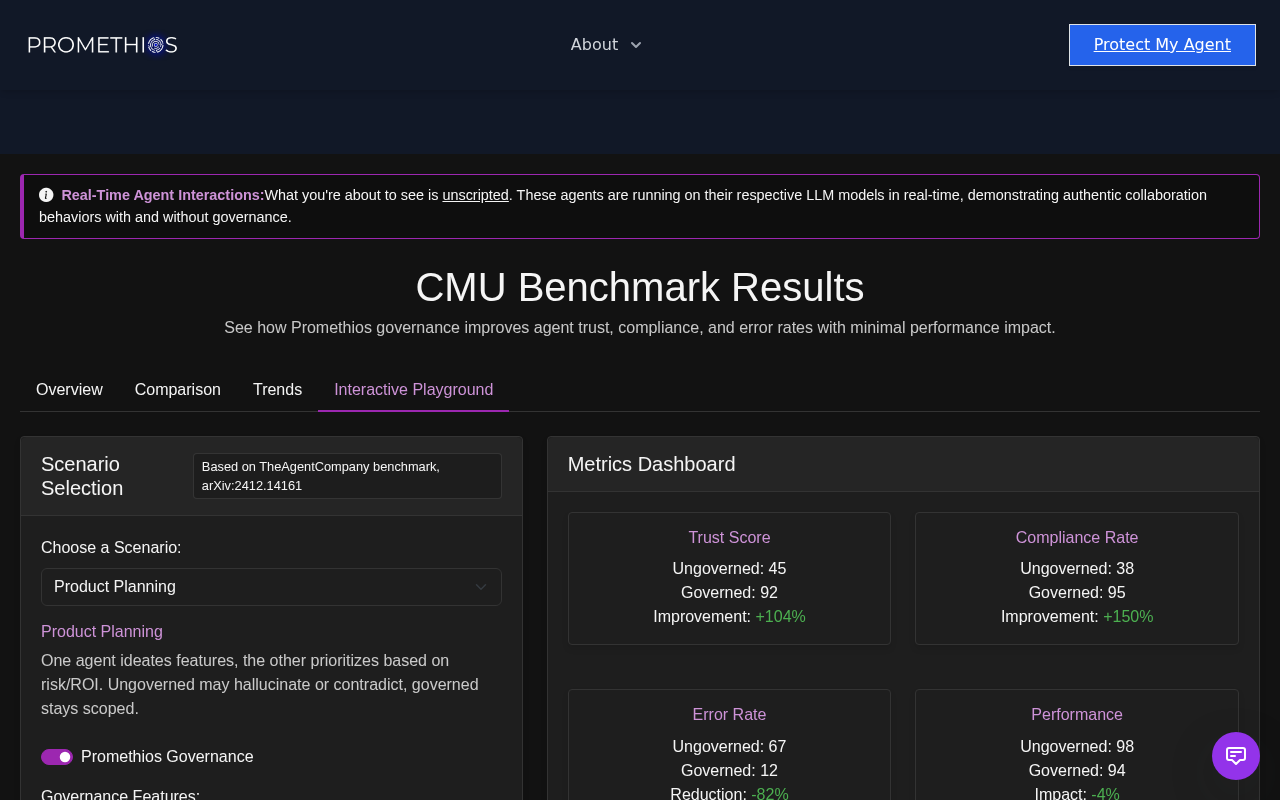 PROMETHIOS
About
Protect My Agent
Real-Time Agent Interactions:What you're about to see is unscripted. These agents are running on their respective LLM models in real-time, demonstrating authentic collaboration
behaviors with and without governance.
CMU Benchmark Results
See how Promethios governance improves agent trust, compliance, and error rates with minimal performance impact.
Overview
Comparison
Trends
Interactive Playground
Scenario
Selection
Based on TheAgentCompany benchmark,
arXiv:2412.14161
Choose a Scenario:
Product Planning
Product Planning
One agent ideates features, the other prioritizes based on
risk/ROI. Ungoverned may hallucinate or contradict, governed
stays scoped.
Promethios Governance
Governance Features:
Metrics Dashboard
Trust Score
Ungoverned: 45
Governed: 92
Improvement: +104%
Compliance Rate
Ungoverned: 38
Governed: 95
Improvement: +150%
Error Rate
Ungoverned: 67
Governed: 12
Reduction: -82%
Performance
Ungoverned: 98
Governed: 94
Impact: -4%